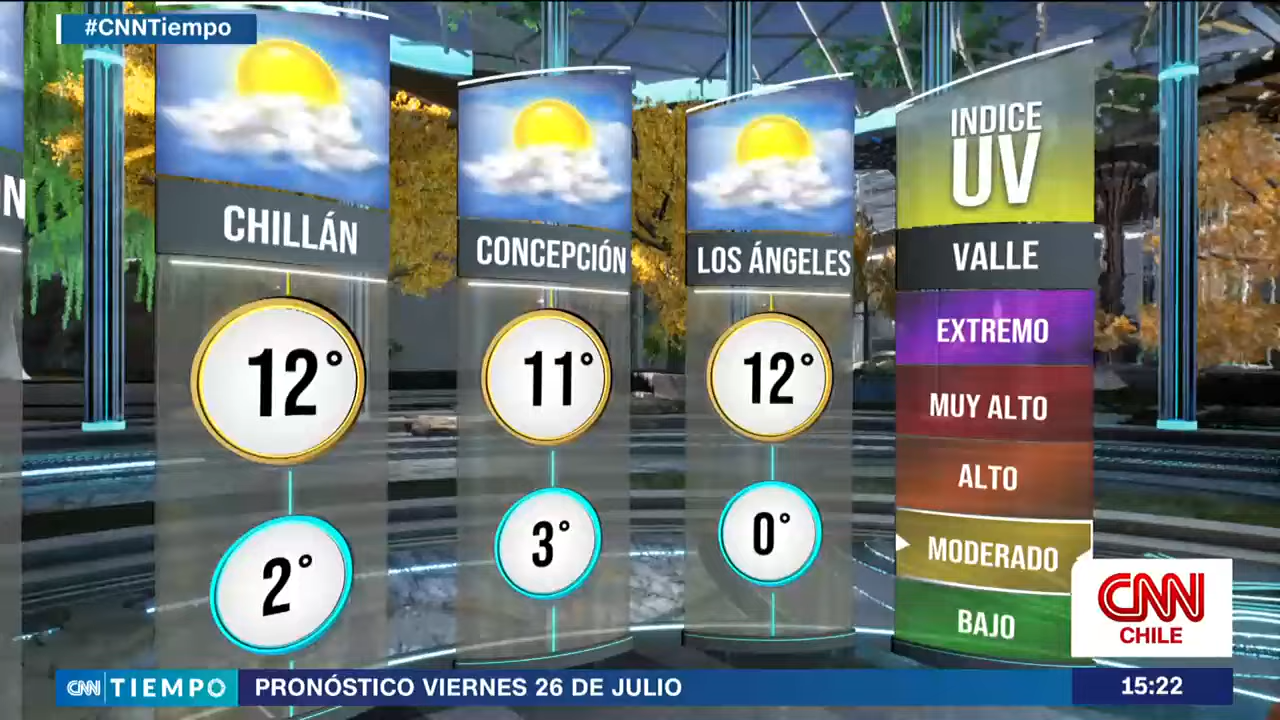 #CNNTiempo
CHILLÁN
12°
2°
CONCEPCIÓN
11°
3°
LOS ÁNGELES
12°
0°
INDICE
UV
VALLE
EXTREMO
MUY ALTO
ALTO
MODERADO
BAJO
CNN
CHILE
CNN TIEMPO
PRONÓSTICO VIERNES 26 DE JULIO
15:22